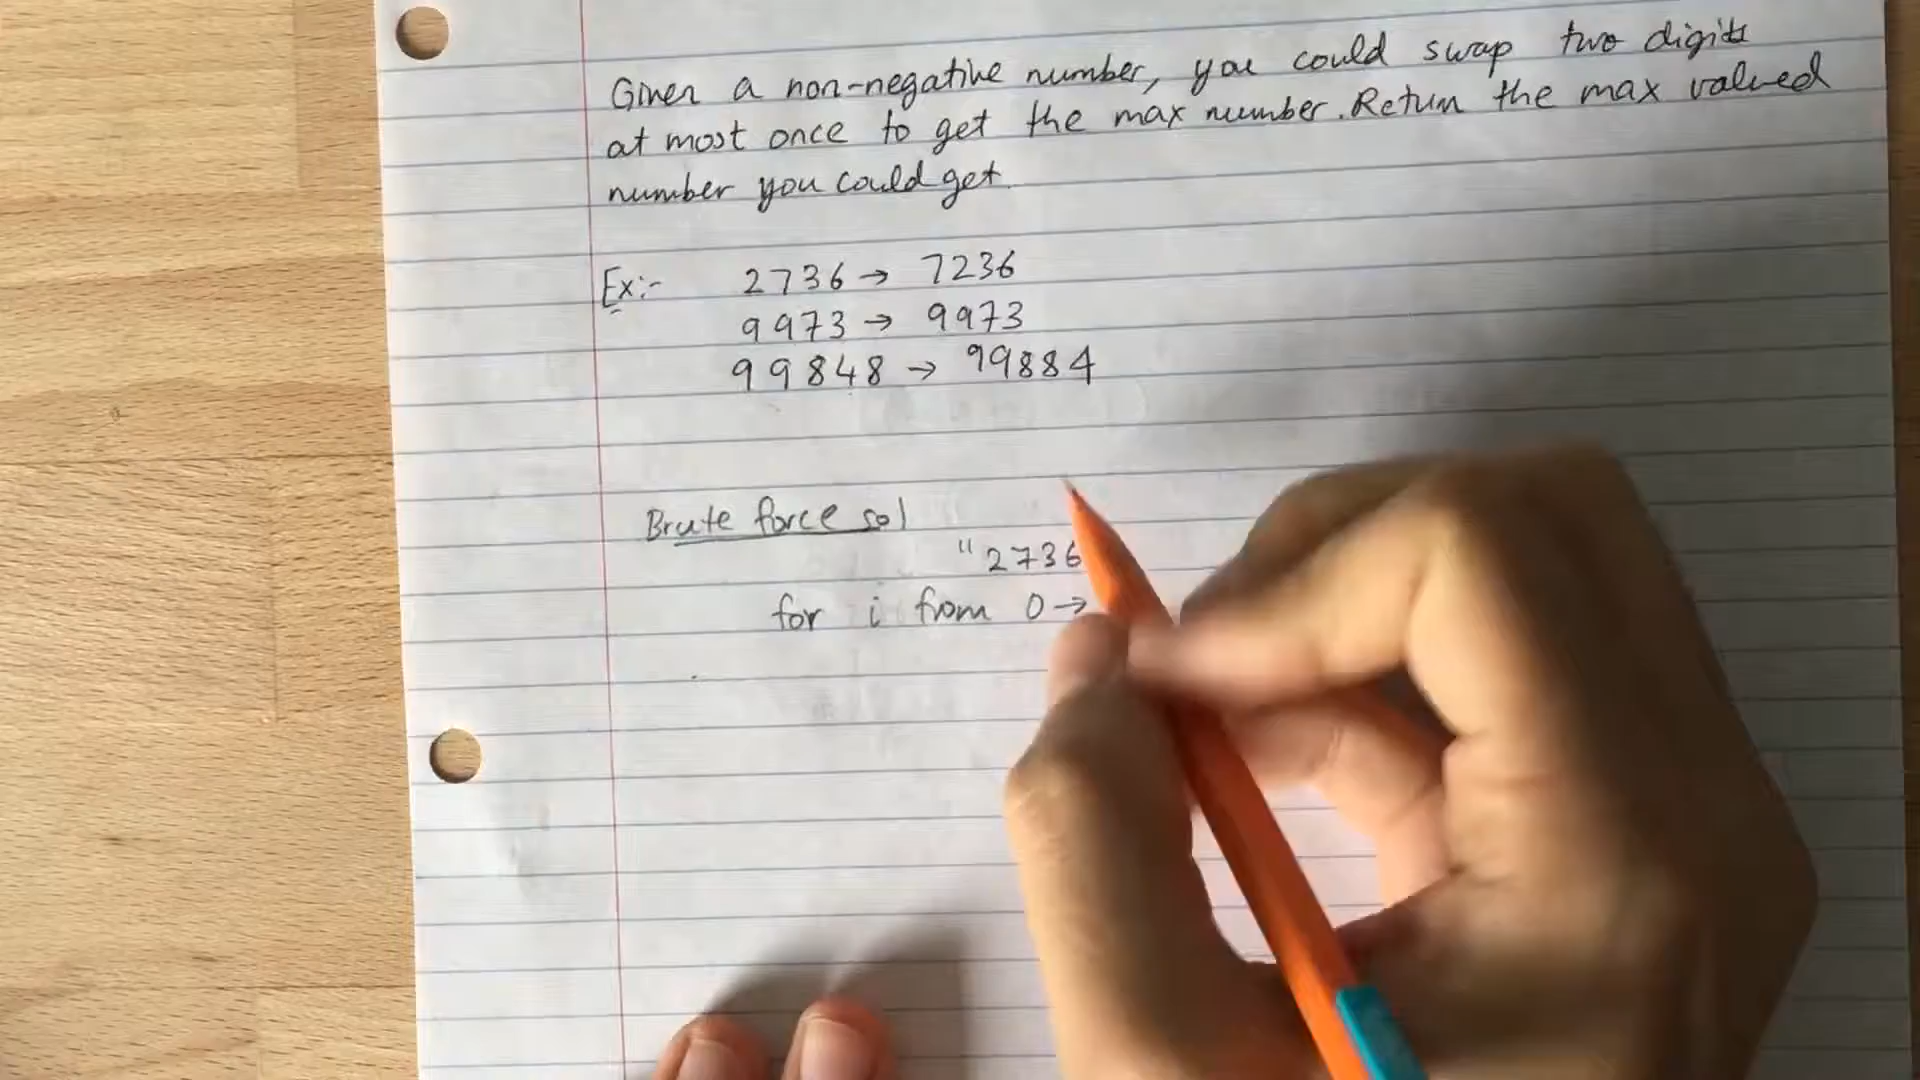 Given a non-negative number, you could swap two digits
at most once to get the max number. Return the max valued
number you could get.
Ex:- 2736 → 7236
9973 → 9973
99848 → 99884
Brute force sol
"2736
for i from 0→